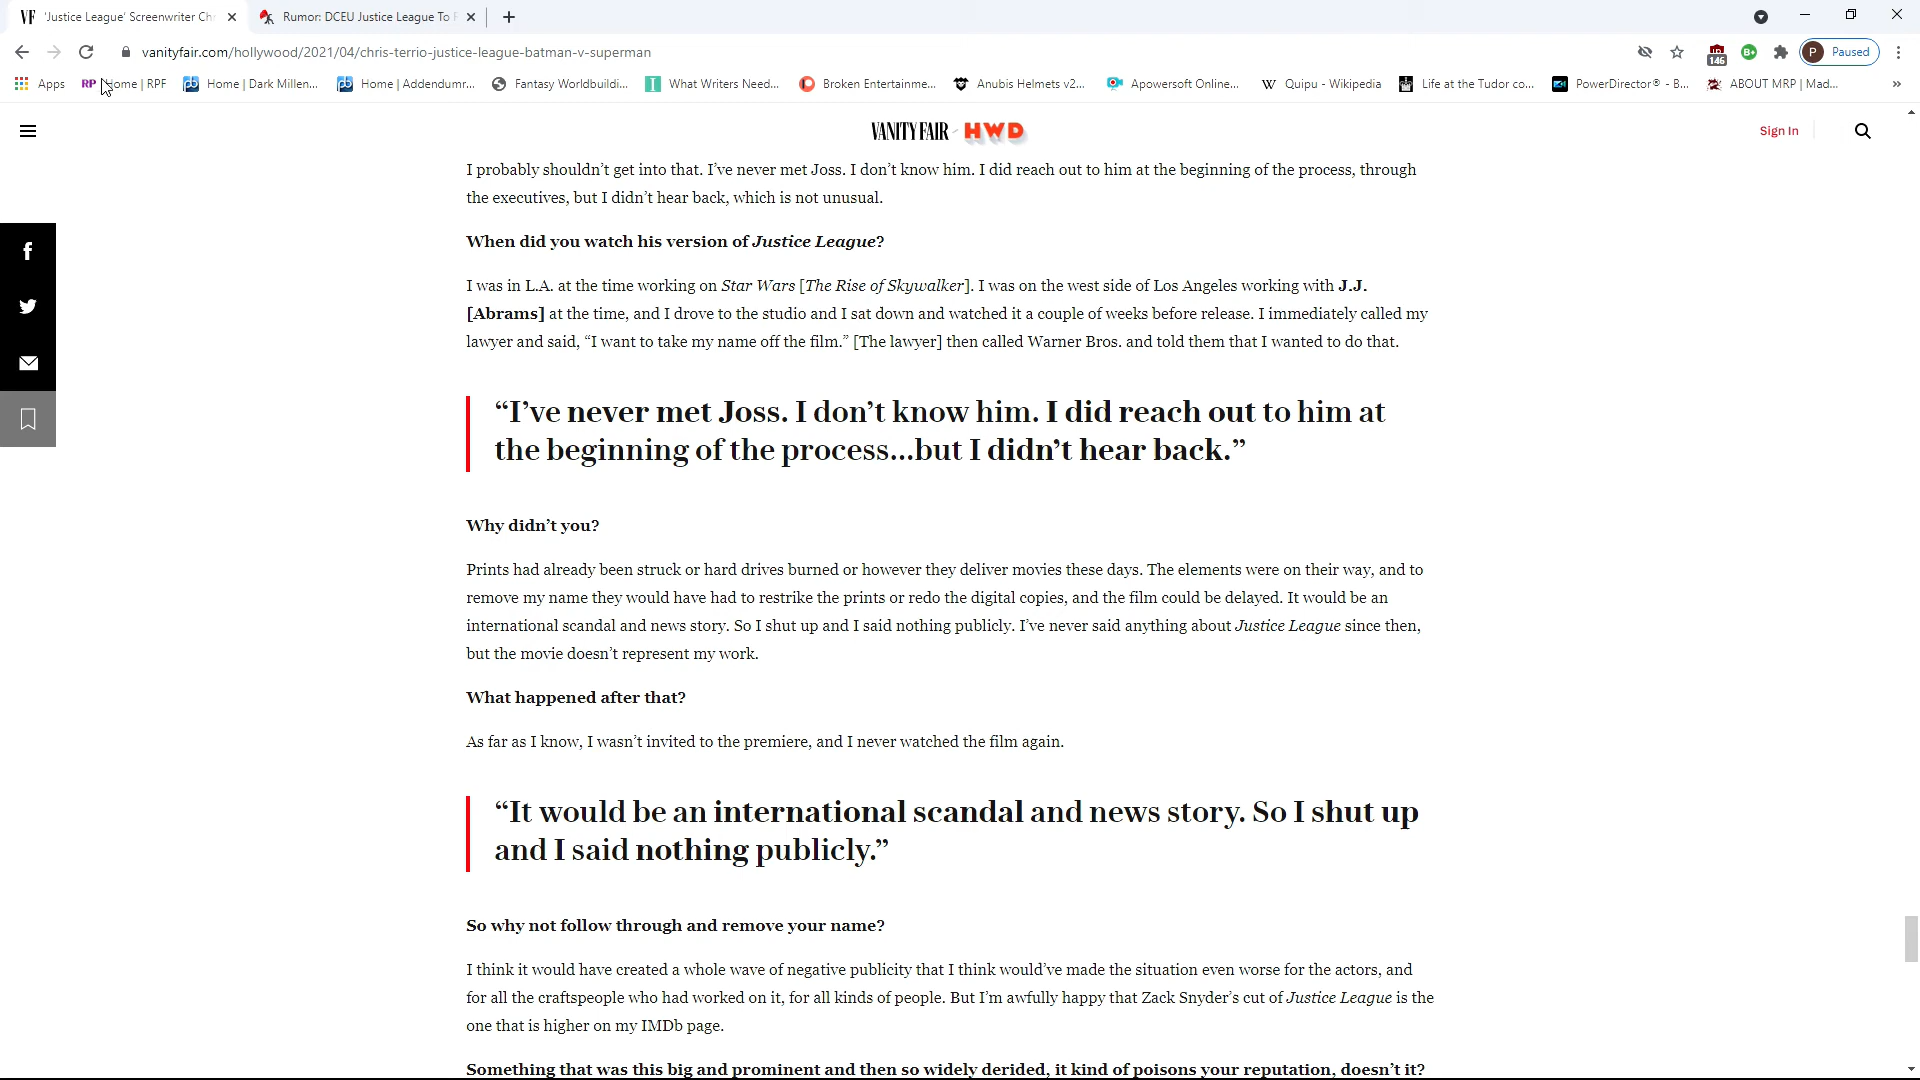 'Justice League' Screenwriter Ch
Rumor: DCEU Justice League To
vanityfair.com/hollywood/2021/04/chris-terrio-justice-league-batman-v-superman
146
B+
P Paused
Apps
RP Home | RPF
Home | Dark Millen...
Home | Addendumr...
Fantasy Worldbuildi...
What Writers Need...
Broken Entertainme...
Anubis Helmets v2...
Apowersoft Online...
W Quipu - Wikipedia
Life at the Tudor co...
PowerDirector® - B...
ABOUT MRP | Mad...
»
VANITY FAIR HWD
Sign In
I probably shouldn’t get into that. I’ve never met Joss. I don’t know him. I did reach out to him at the beginning of the process, through
the executives, but I didn’t hear back, which is not unusual.
When did you watch his version of Justice League?
I was in L.A. at the time working on Star Wars [The Rise of Skywalker]. I was on the west side of Los Angeles working with J.J.
[Abrams] at the time, and I drove to the studio and I sat down and watched it a couple of weeks before release. I immediately called my
lawyer and said, “I want to take my name off the film.” [The lawyer] then called Warner Bros. and told them that I wanted to do that.
“I’ve never met Joss. I don’t know him. I did reach out to him at
the beginning of the process...but I didn’t hear back.”
Why didn’t you?
Prints had already been struck or hard drives burned or however they deliver movies these days. The elements were on their way, and to
remove my name they would have had to restrike the prints or redo the digital copies, and the film could be delayed. It would be an
international scandal and news story. So I shut up and I said nothing publicly. I’ve never said anything about Justice League since then,
but the movie doesn’t represent my work.
What happened after that?
As far as I know, I wasn’t invited to the premiere, and I never watched the film again.
“It would be an international scandal and news story. So I shut up
and I said nothing publicly.”
So why not follow through and remove your name?
I think it would have created a whole wave of negative publicity that I think would’ve made the situation even worse for the actors, and
for all the craftspeople who had worked on it, for all kinds of people. But I’m awfully happy that Zack Snyder’s cut of Justice League is the
one that is higher on my IMDb page.
Something that was this big and prominent and then so widely derided, it kind of poisons your reputation, doesn’t it?